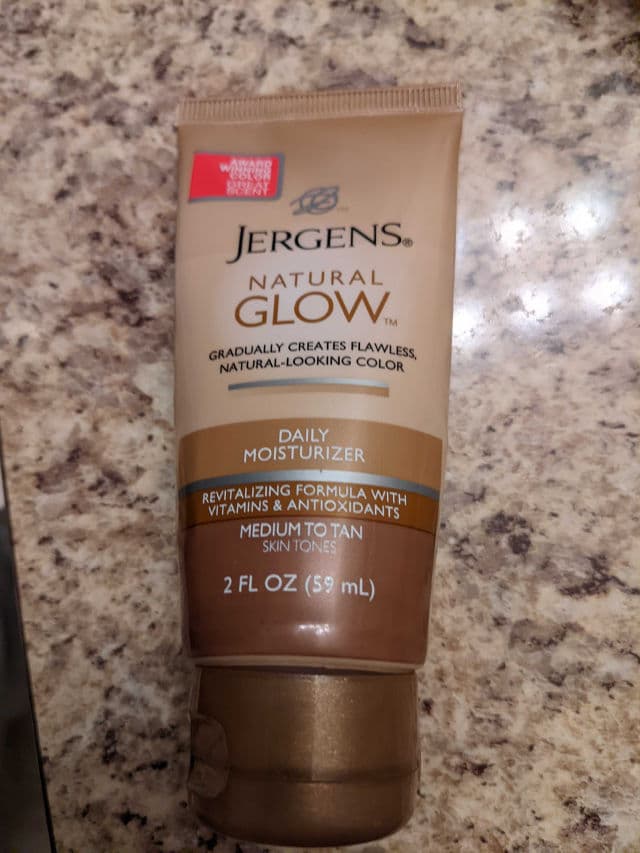 AWARD
WINNING
COLOR
GREAT
SCENT
JERGENS®
NATURAL
GLOW™
GRADUALLY CREATES FLAWLESS,
NATURAL-LOOKING COLOR
DAILY
MOISTURIZER
REVITALIZING FORMULA WITH
VITAMINS & ANTIOXIDANTS
MEDIUM TO TAN
SKIN TONES
2 FL OZ (59 mL)